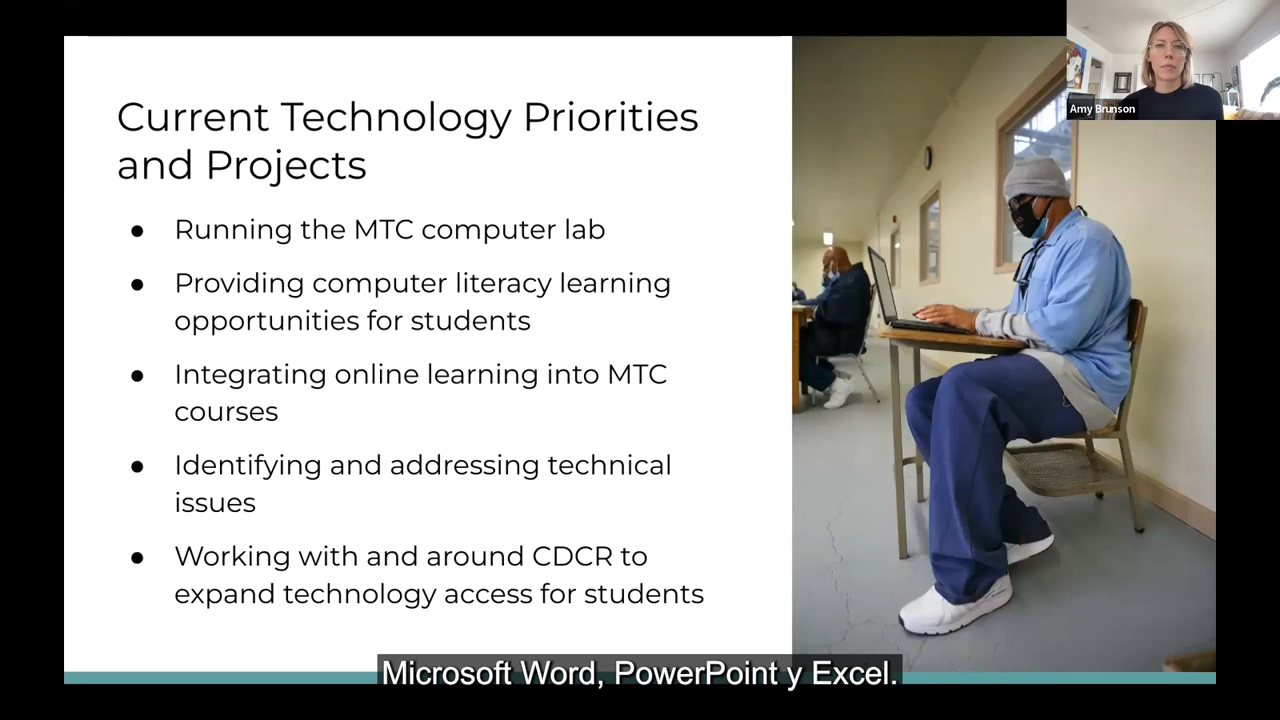 Amy Brunson
Current Technology Priorities
and Projects
● Running the MTC computer lab
● Providing computer literacy learning
opportunities for students
● Integrating online learning into MTC
courses
● Identifying and addressing technical
issues
● Working with and around CDCR to
expand technology access for students
Microsoft Word, PowerPoint y Excel.